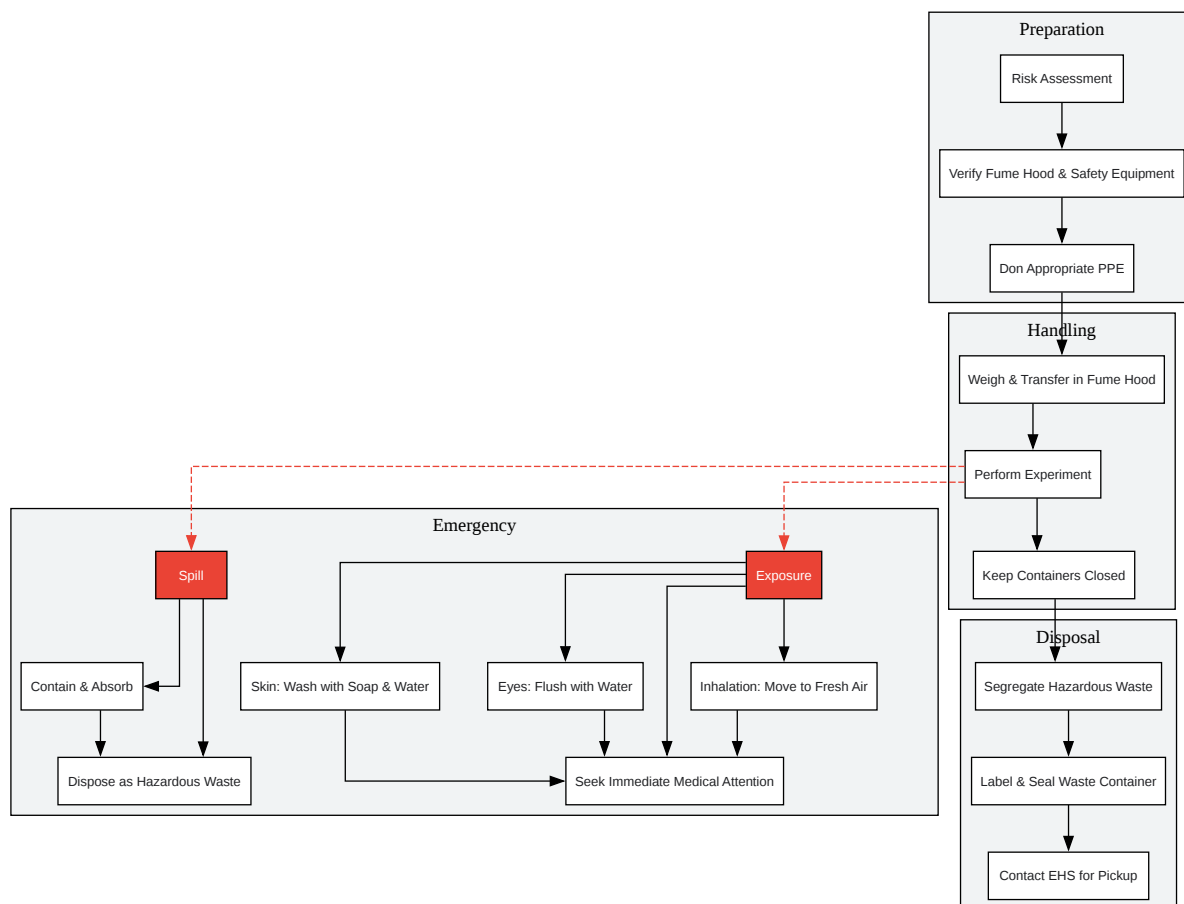 Preparation
Risk Assessment
Verify Fume Hood & Safety Equipment
Don Appropriate PPE
Handling
Weigh & Transfer in Fume Hood
Perform Experiment
Keep Containers Closed
Emergency
Spill
Exposure
Contain & Absorb
Skin: Wash with Soap & Water
Eyes: Flush with Water
Inhalation: Move to Fresh Air
Dispose as Hazardous Waste
Seek Immediate Medical Attention
Disposal
Segregate Hazardous Waste
Label & Seal Waste Container
Contact EHS for Pickup